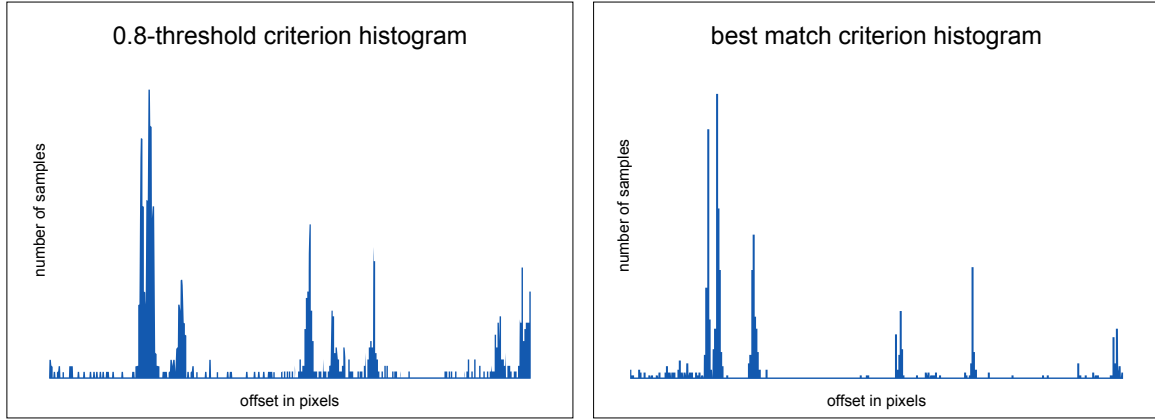 0.8-threshold criterion histogram
number of samples
offset in pixels
best match criterion histogram
number of samples
offset in pixels